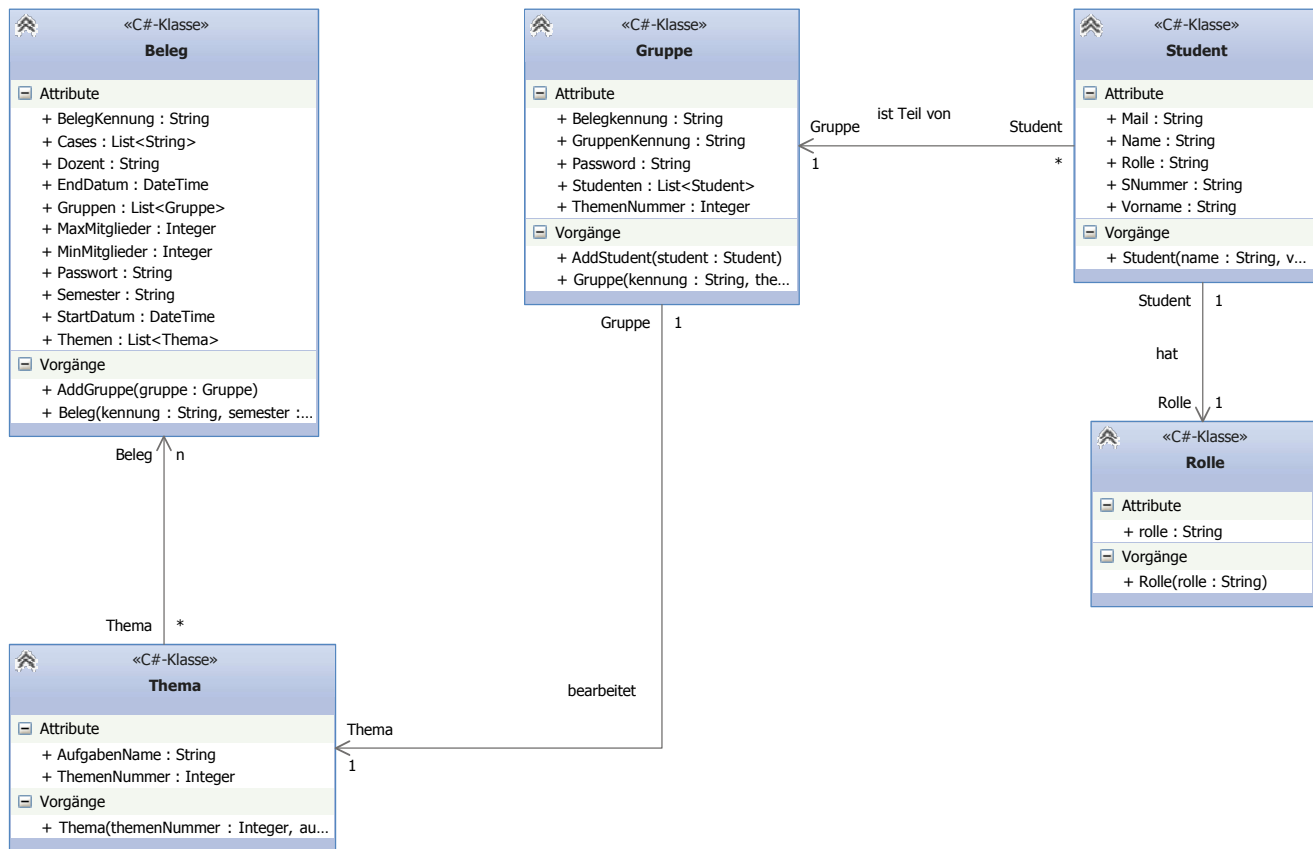 «C#-Klasse»
Beleg
Attribute
+ BelegKennung : String
+ Cases : List<String>
+ Dozent : String
+ EndDatum : DateTime
+ Gruppen : List<Gruppe>
+ MaxMitglieder : Integer
+ MinMitglieder : Integer
+ Passwort : String
+ Semester : String
+ StartDatum : DateTime
+ Themen : List<Thema>
Vorgänge
+ AddGruppe(gruppe : Gruppe)
+ Beleg(kennung : String, semester :...
«C#-Klasse»
Gruppe
Attribute
+ Belegkennung : String
+ GruppenKennung : String
+ Password : String
+ Studenten : List<Student>
+ ThemenNummer : Integer
Vorgänge
+ AddStudent(student : Student)
+ Gruppe(kennung : String, the...
Gruppe
ist Teil von
Student
1
*
«C#-Klasse»
Student
Attribute
+ Mail : String
+ Name : String
+ Rolle : String
+ SNummer : String
+ Vorname : String
Vorgänge
+ Student(name : String, v...
Student 1
hat
Rolle 1
«C#-Klasse»
Rolle
Attribute
+ rolle : String
Vorgänge
+ Rolle(rolle : String)
Gruppe 1
bearbeitet
Thema
1
Beleg n
Thema *
«C#-Klasse»
Thema
Attribute
+ AufgabenName : String
+ ThemenNummer : Integer
Vorgänge
+ Thema(themenNummer : Integer, au...